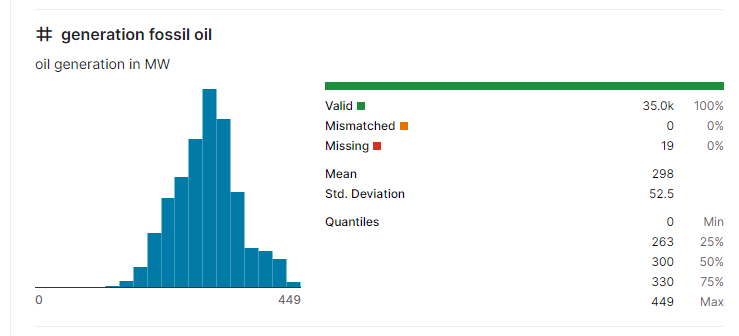 generation fossil oil
oil generation in MW
Valid 35.0k 100%
Mismatched 0 0%
Missing 19 0%
Mean 298
Std. Deviation 52.5
Quantiles 0 Min
263 25%
300 50%
330 75%
449 Max
0 449